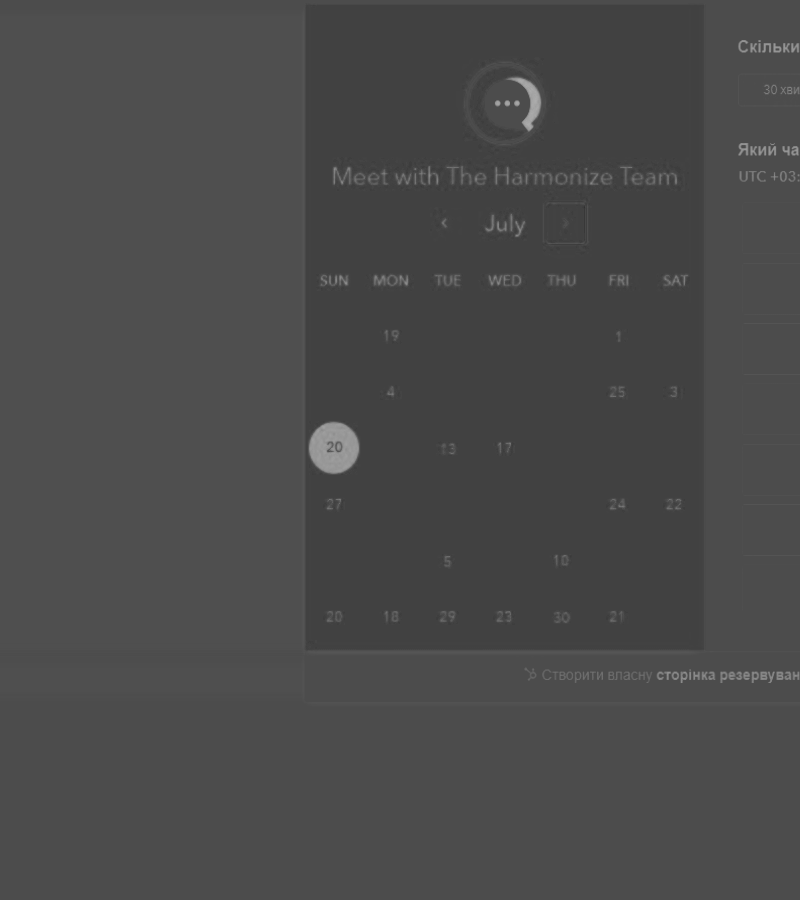 Meet with The Harmonize Team
July
SUN MON TUE WED THU FRI SAT
19 1
4 25 3
20 13 17
27 24 22
5 10
20 18 29 23 30 21
Скільки
30 хви
Який ча
UTC +03:
Створити власну сторінка резервуван